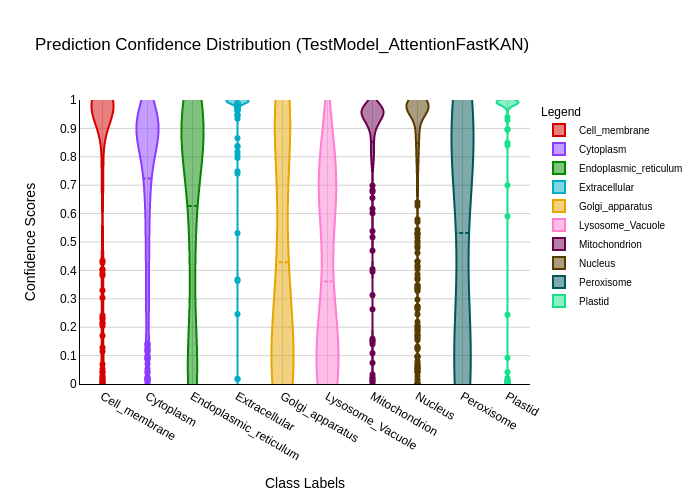 Prediction Confidence Distribution (TestModel_AttentionFastKAN)
Confidence Scores
1
0.9
0.8
0.7
0.6
0.5
0.4
0.3
0.2
0.1
0
Cell_membrane
Cytoplasm
Endoplasmic_reticulum
Extracellular
Golgi_apparatus
Lysosome_Vacuole
Mitochondrion
Nucleus
Peroxisome
Plastid
Class Labels
Legend
Cell_membrane
Cytoplasm
Endoplasmic_reticulum
Extracellular
Golgi_apparatus
Lysosome_Vacuole
Mitochondrion
Nucleus
Peroxisome
Plastid